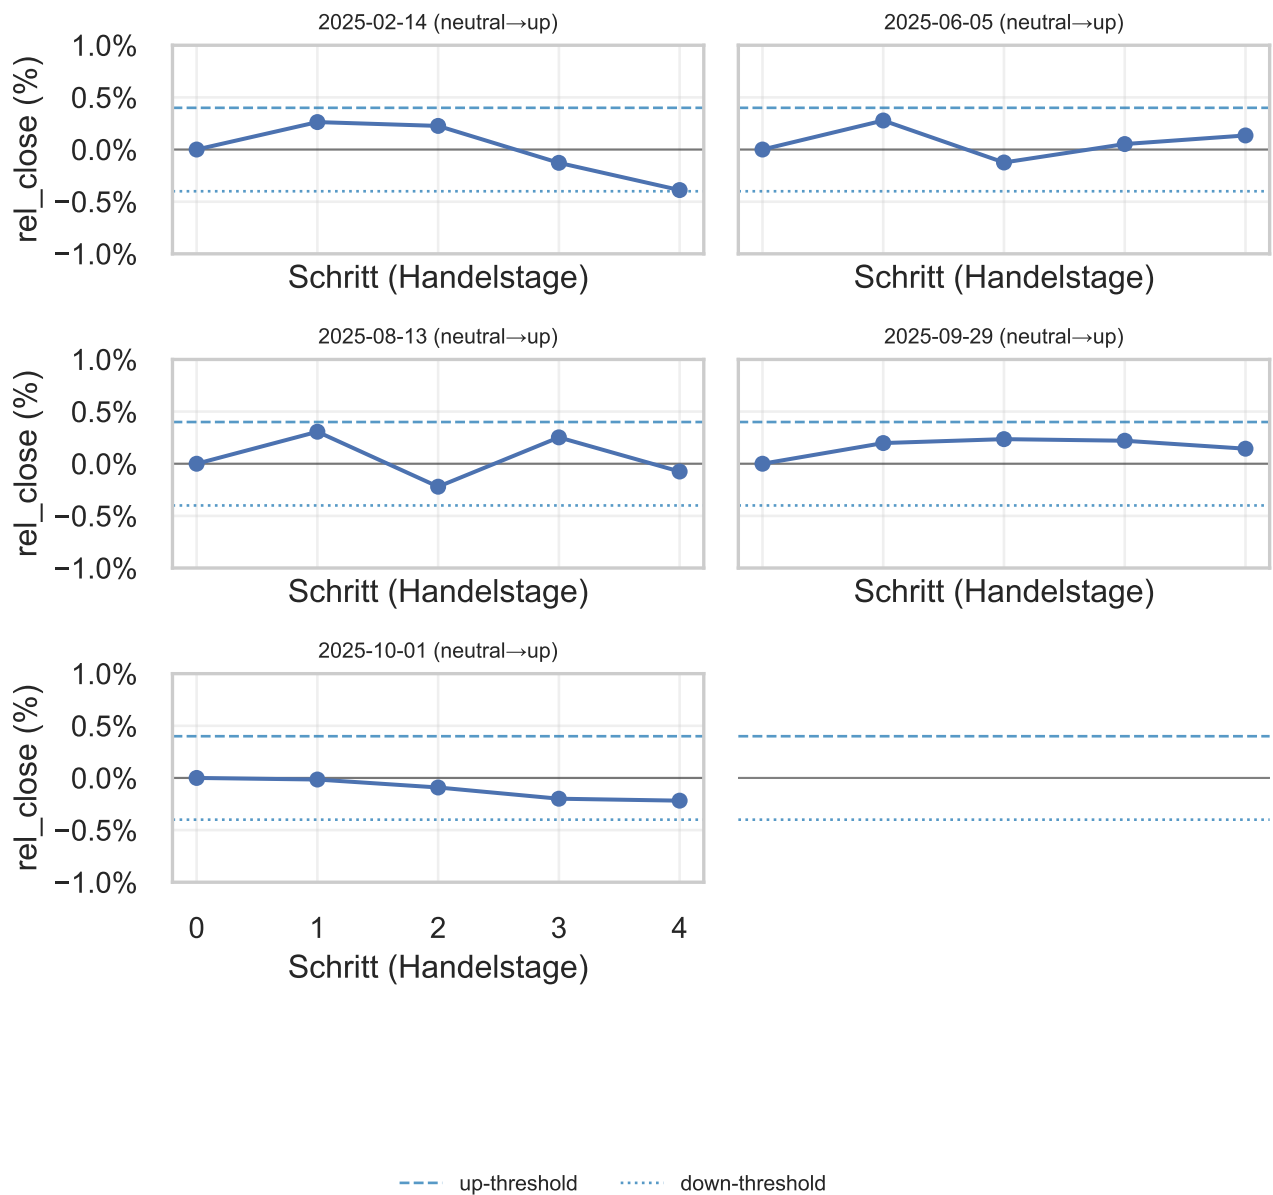 2025-02-14 (neutral→up)
2025-06-05 (neutral→up)
1.0%
0.5%
0.0%
−0.5%
−1.0%
rel_close (%)
Schritt (Handelstage)
Schritt (Handelstage)
2025-08-13 (neutral→up)
2025-09-29 (neutral→up)
1.0%
0.5%
0.0%
−0.5%
−1.0%
rel_close (%)
Schritt (Handelstage)
Schritt (Handelstage)
2025-10-01 (neutral→up)
1.0%
0.5%
0.0%
−0.5%
−1.0%
rel_close (%)
0 1 2 3 4
Schritt (Handelstage)
up-threshold down-threshold